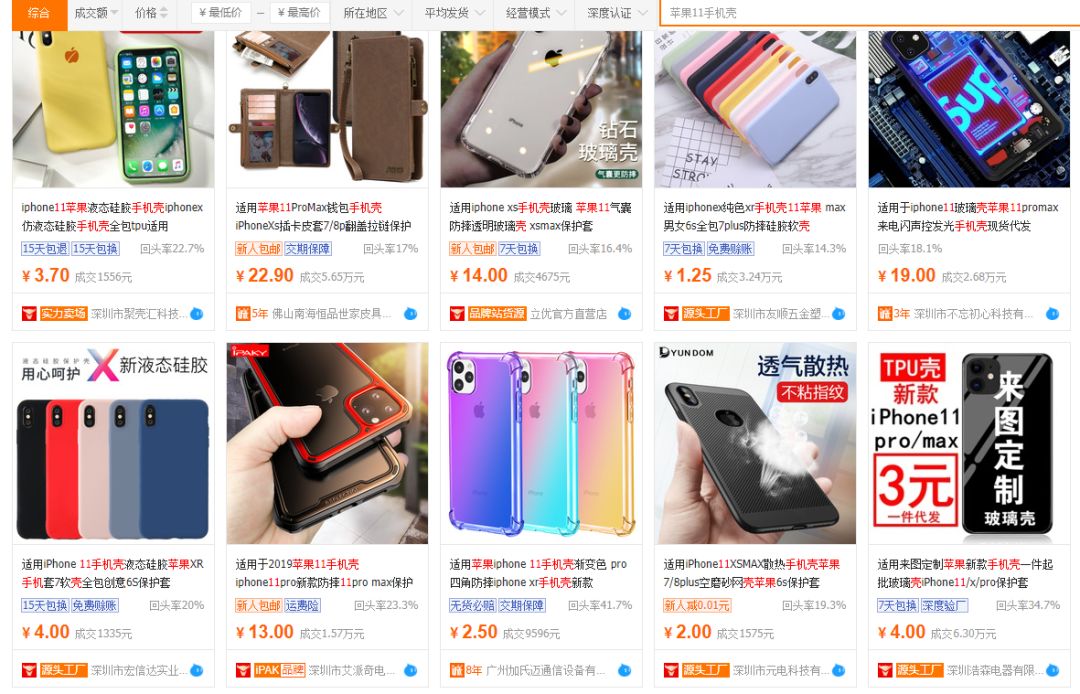 综合 成交额 价格 ¥最低价 – ¥最高价 所在地区 平均发货 经营模式 深度认证 苹果11手机壳
钻石
玻璃壳
气囊更防摔
STAY
STRO
Sup
iphone11苹果液态硅胶手机壳iphonex
仿液态硅胶手机壳全包tpu适用
15天包退 15天包换 回头率22.7%
¥3.70 成交1556元
实力卖场 深圳市聚壳汇科技...
适用苹果11ProMax钱包手机壳
iPhoneXs插卡皮套7/8p翻盖拉链保护
新人包邮 交期保障 回头率17%
¥22.90 成交5.65万元
5年 佛山南海恒品世家皮具...
适用iphone xs手机壳玻璃 苹果11气囊
防摔透明玻璃壳 xsmax保护套
新人包邮 7天包换 回头率16.4%
¥14.00 成交4675元
品牌站货源 立优官方直营店
适用iphonex纯色xr手机壳11苹果 max
男女6s全包7plus防摔硅胶软壳
7天包换 免费赊账 回头率14.3%
¥1.25 成交3.24万元
源头工厂 深圳市友顺五金塑...
适用于iphone11玻璃壳苹果11promax
来电闪声控发光手机壳现货代发
回头率18.1%
¥19.00 成交2.68万元
3年 深圳市不忘初心科技有...
液态硅胶保护壳
用心呵护 X 新液态硅胶
iPAKY
YUNDOM
透气散热
不粘指纹
TPU壳
新款
iPhone11
pro/max
3元
一件代发
来图定制
玻璃壳
适用iPhone 11手机壳液态硅胶苹果XR
手机套7软壳全包创意6S保护套
15天包换 免费赊账 回头率20%
¥4.00 成交1335元
源头工厂 深圳市宏信达实业...
适用于2019苹果11手机壳
iphone11pro新款防摔11pro max保护
新人包邮 运费险 回头率23.3%
¥13.00 成交1.57万元
iPAK品牌 深圳市艾派奇电...
适用苹果iphone 11手机壳渐变色 pro
四角防摔iphone xr手机壳新款
无货必赔 交期保障 回头率41.7%
¥2.50 成交9596元
8年 广州加氏迈通信设备有...
适用iPhone11XSMAX散热手机壳苹果
7/8plus空磨砂网壳苹果6s保护套
新人减0.01元 回头率19.3%
¥2.00 成交1575元
源头工厂 深圳市元电科技有...
适用来图定制苹果新款手机壳一件起
批玻璃壳iPhone11/x/pro保护套
7天包换 深度验厂 回头率34.7%
¥4.00 成交6.30万元
源头工厂 深圳浩森电器有限...